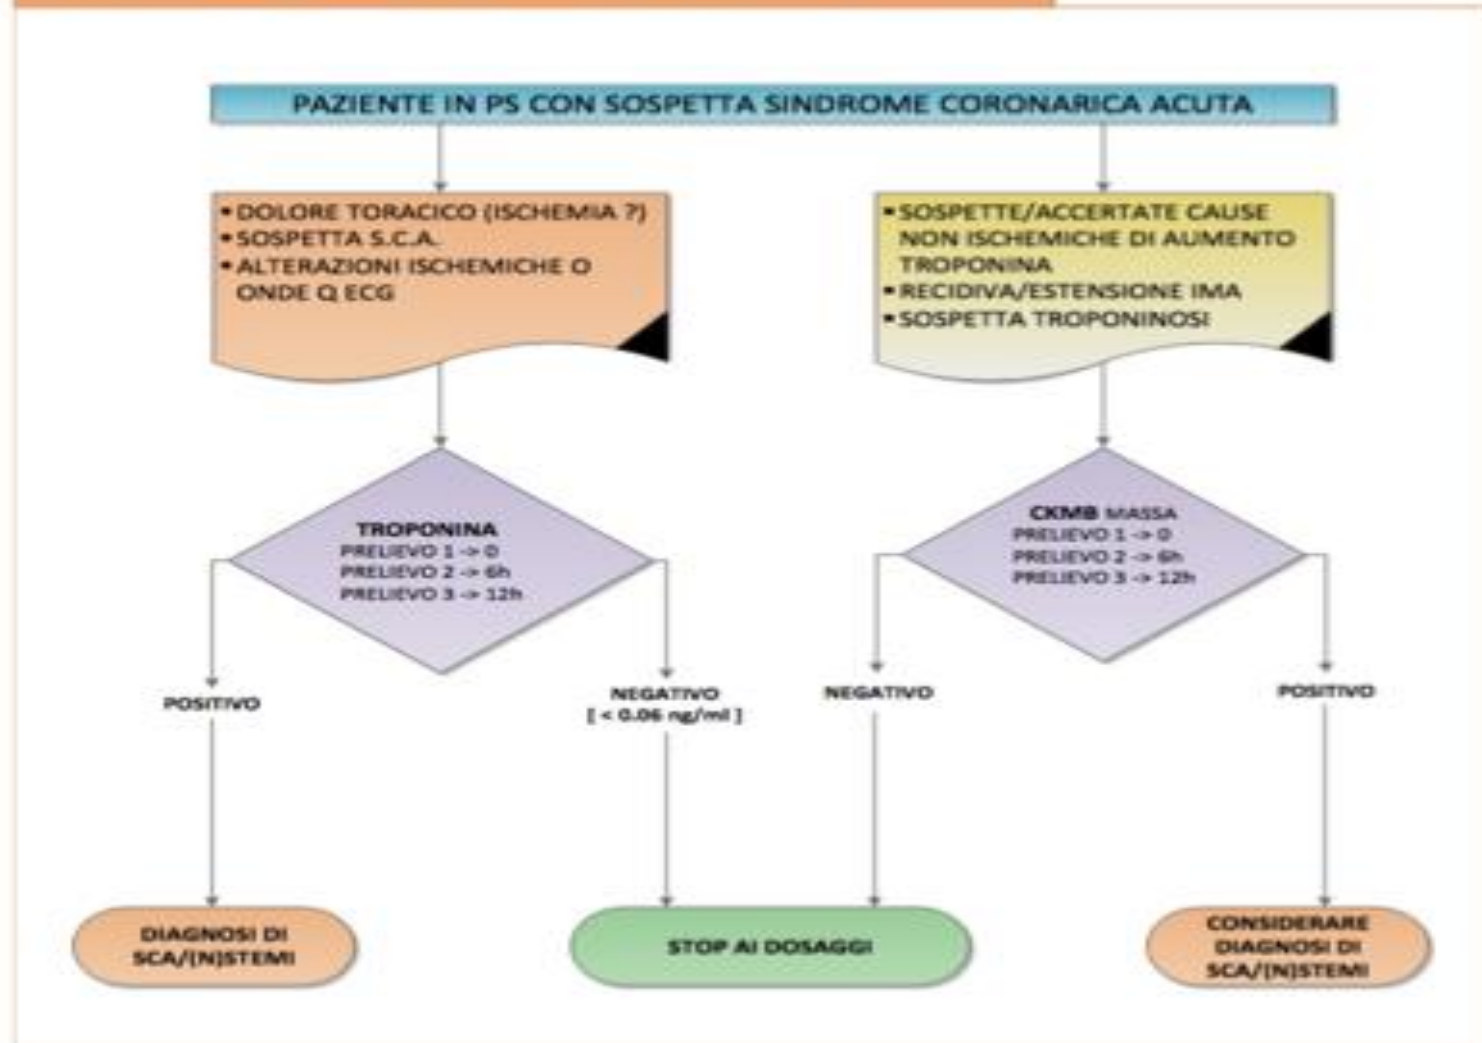 PAZIENTE IN PS CON SOSPETTA SINDROME CORONARICA ACUTA
▪ DOLORE TORACICO (ISCHEMIA ?)
▪ SOSPETTA S.C.A.
▪ ALTERAZIONI ISCHEMICHE O
ONDE Q ECG
▪ SOSPETTE/ACCERTATE CAUSE
NON ISCHEMICHE DI AUMENTO
TROPONINA
▪ RECIDIVA/ESTENSIONE IMA
▪ SOSPETTA TROPONINOSI
TROPONINA
PRELIEVO 1 -> 0
PRELIEVO 2 -> 6h
PRELIEVO 3 -> 12h
CKMB MASSA
PRELIEVO 1 -> 0
PRELIEVO 2 -> 6h
PRELIEVO 3 -> 12h
POSITIVO
NEGATIVO
[ < 0.06 ng/ml ]
NEGATIVO
POSITIVO
DIAGNOSI DI
SCA/(N)STEMI
STOP AI DOSAGGI
CONSIDERARE
DIAGNOSI DI
SCA/(N)STEMI